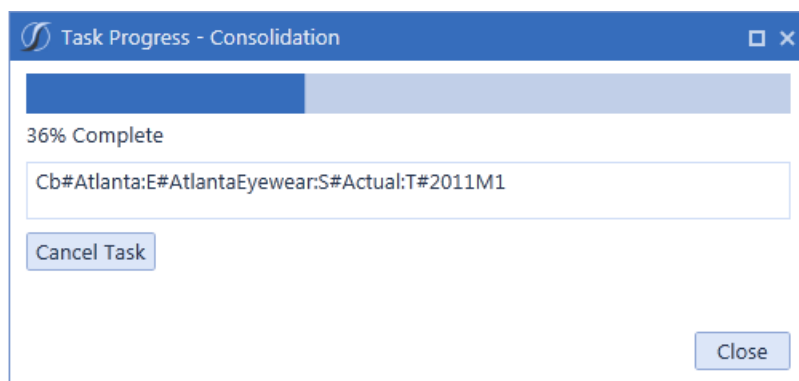 Task Progress - Consolidation
36% Complete
Cb#Atlanta:E#AtlantaEyewear:S#Actual:T#2011M1
Cancel Task
Close